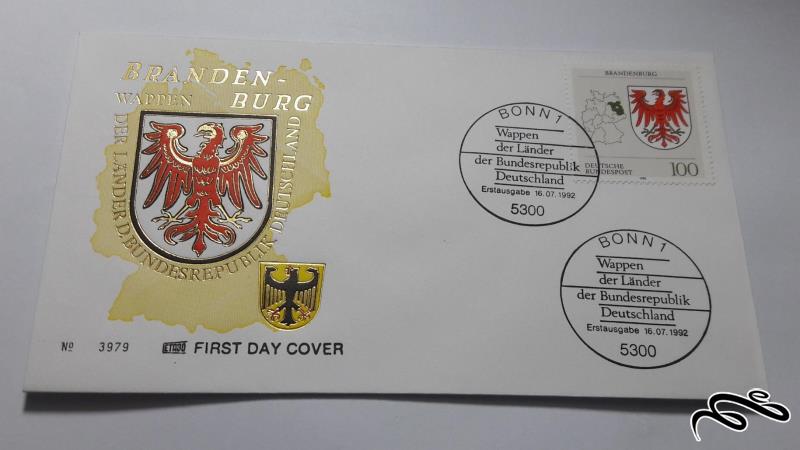 BRANDEN-
BURG
WAPPEN
DER LÄNDER D. BUNDESREPUBLIK DEUTSCHLAND
No 3979 ETB30 FIRST DAY COVER
BRANDENBURG
DEUTSCHE
BUNDESPOST
100
BONN 1
Wappen
der Länder
der Bundesrepublik
Deutschland
Erstausgabe 16.07.1992
5300
BONN 1
Wappen
der Länder
der Bundesrepublik
Deutschland
Erstausgabe 16.07.1992
5300